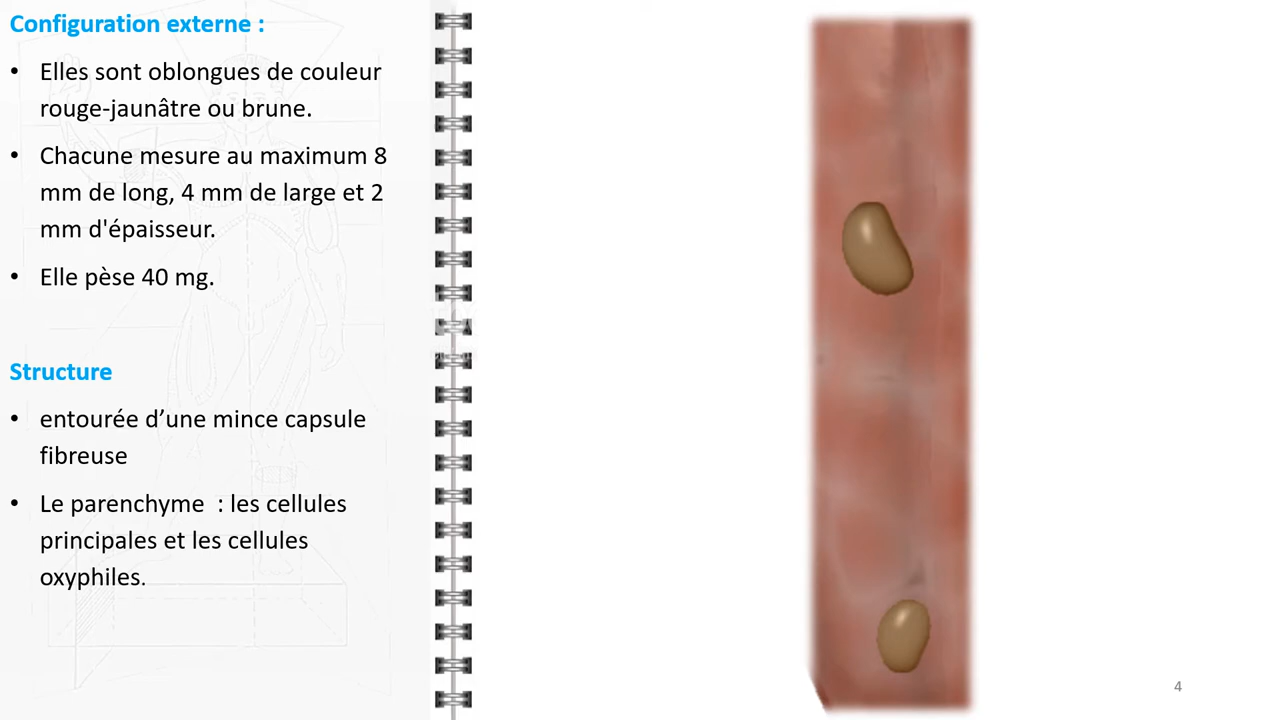 Configuration externe :
• Elles sont oblongues de couleur
rouge-jaunâtre ou brune.
• Chacune mesure au maximum 8
mm de long, 4 mm de large et 2
mm d'épaisseur.
• Elle pèse 40 mg.
Structure
• entourée d’une mince capsule
fibreuse
• Le parenchyme : les cellules
principales et les cellules
oxyphiles.
4